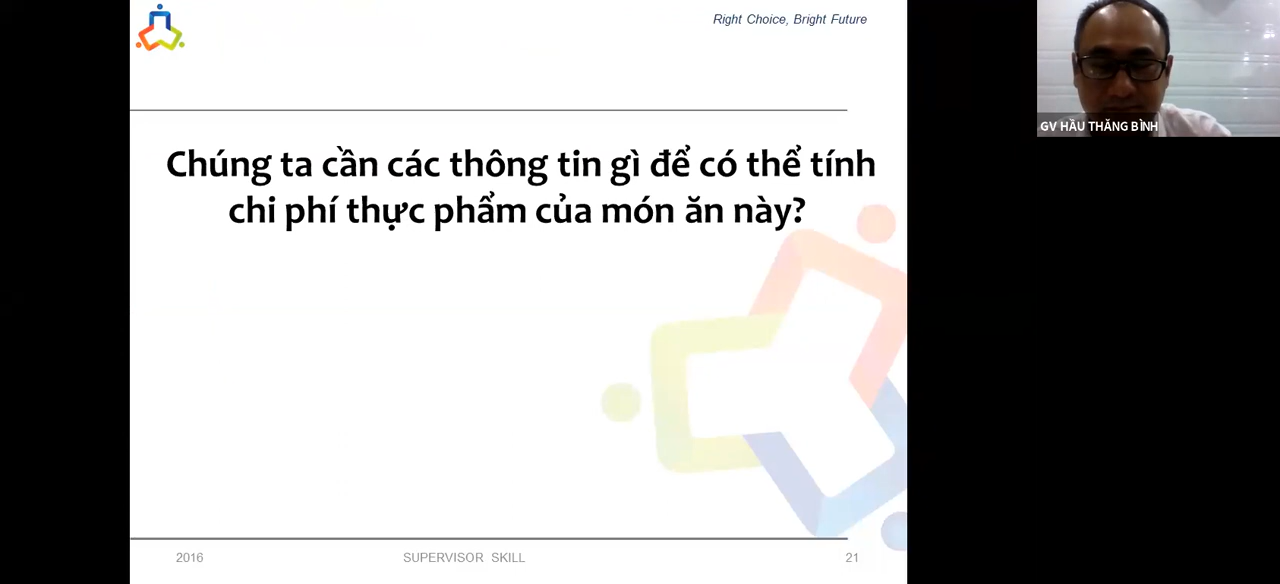 Right Choice, Bright Future
GV HẦU THĂNG BÌNH
Chúng ta cần các thông tin gì để có thể tính
chi phí thực phẩm của món ăn này?
2016
SUPERVISOR SKILL
21